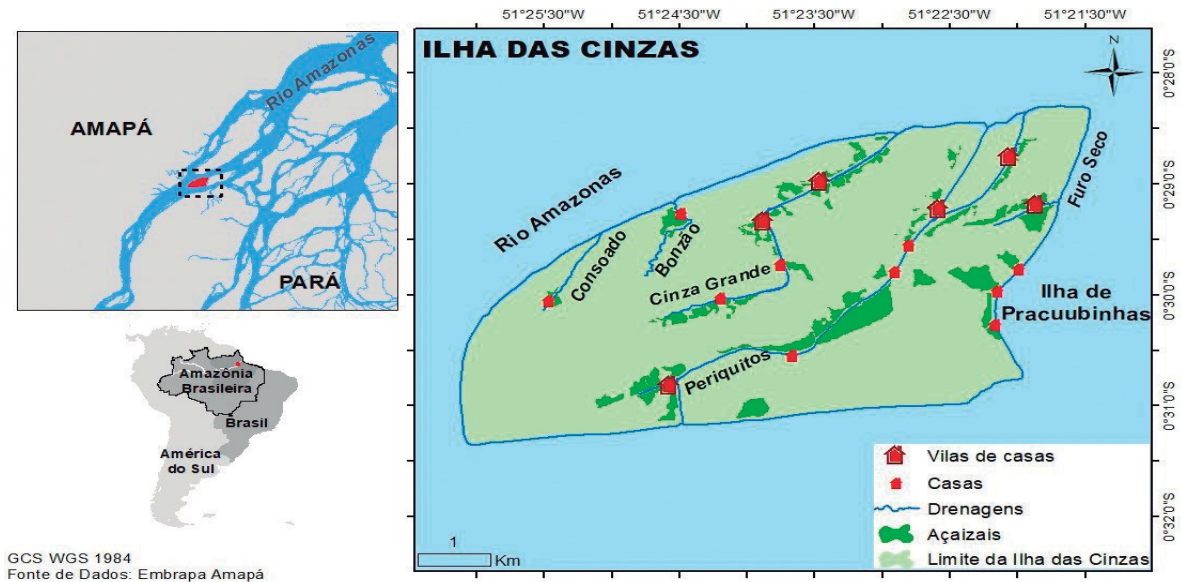 AMAPÁ
Rio Amazonas
PARÁ
Amazônia
Brasileira
Brasil
América
do Sul
GCS WGS 1984
Fonte de Dados: Embrapa Amapá
51°25'30"W
51°24'30"W
51°23'30"W
51°22'30"W
51°21'30"W
ILHA DAS CINZAS
N
0°28'0"S
0°29'0"S
0°30'0"S
0°31'0"S
0°32'0"S
Rio Amazonas
Furo Seco
Consoado
Bonzão
Cinza Grande
Ilha de
Pracuubinhas
Periquitos
Vilas de casas
Casas
Drenagens
Açaizais
Limite da Ilha das Cinzas
1
Km